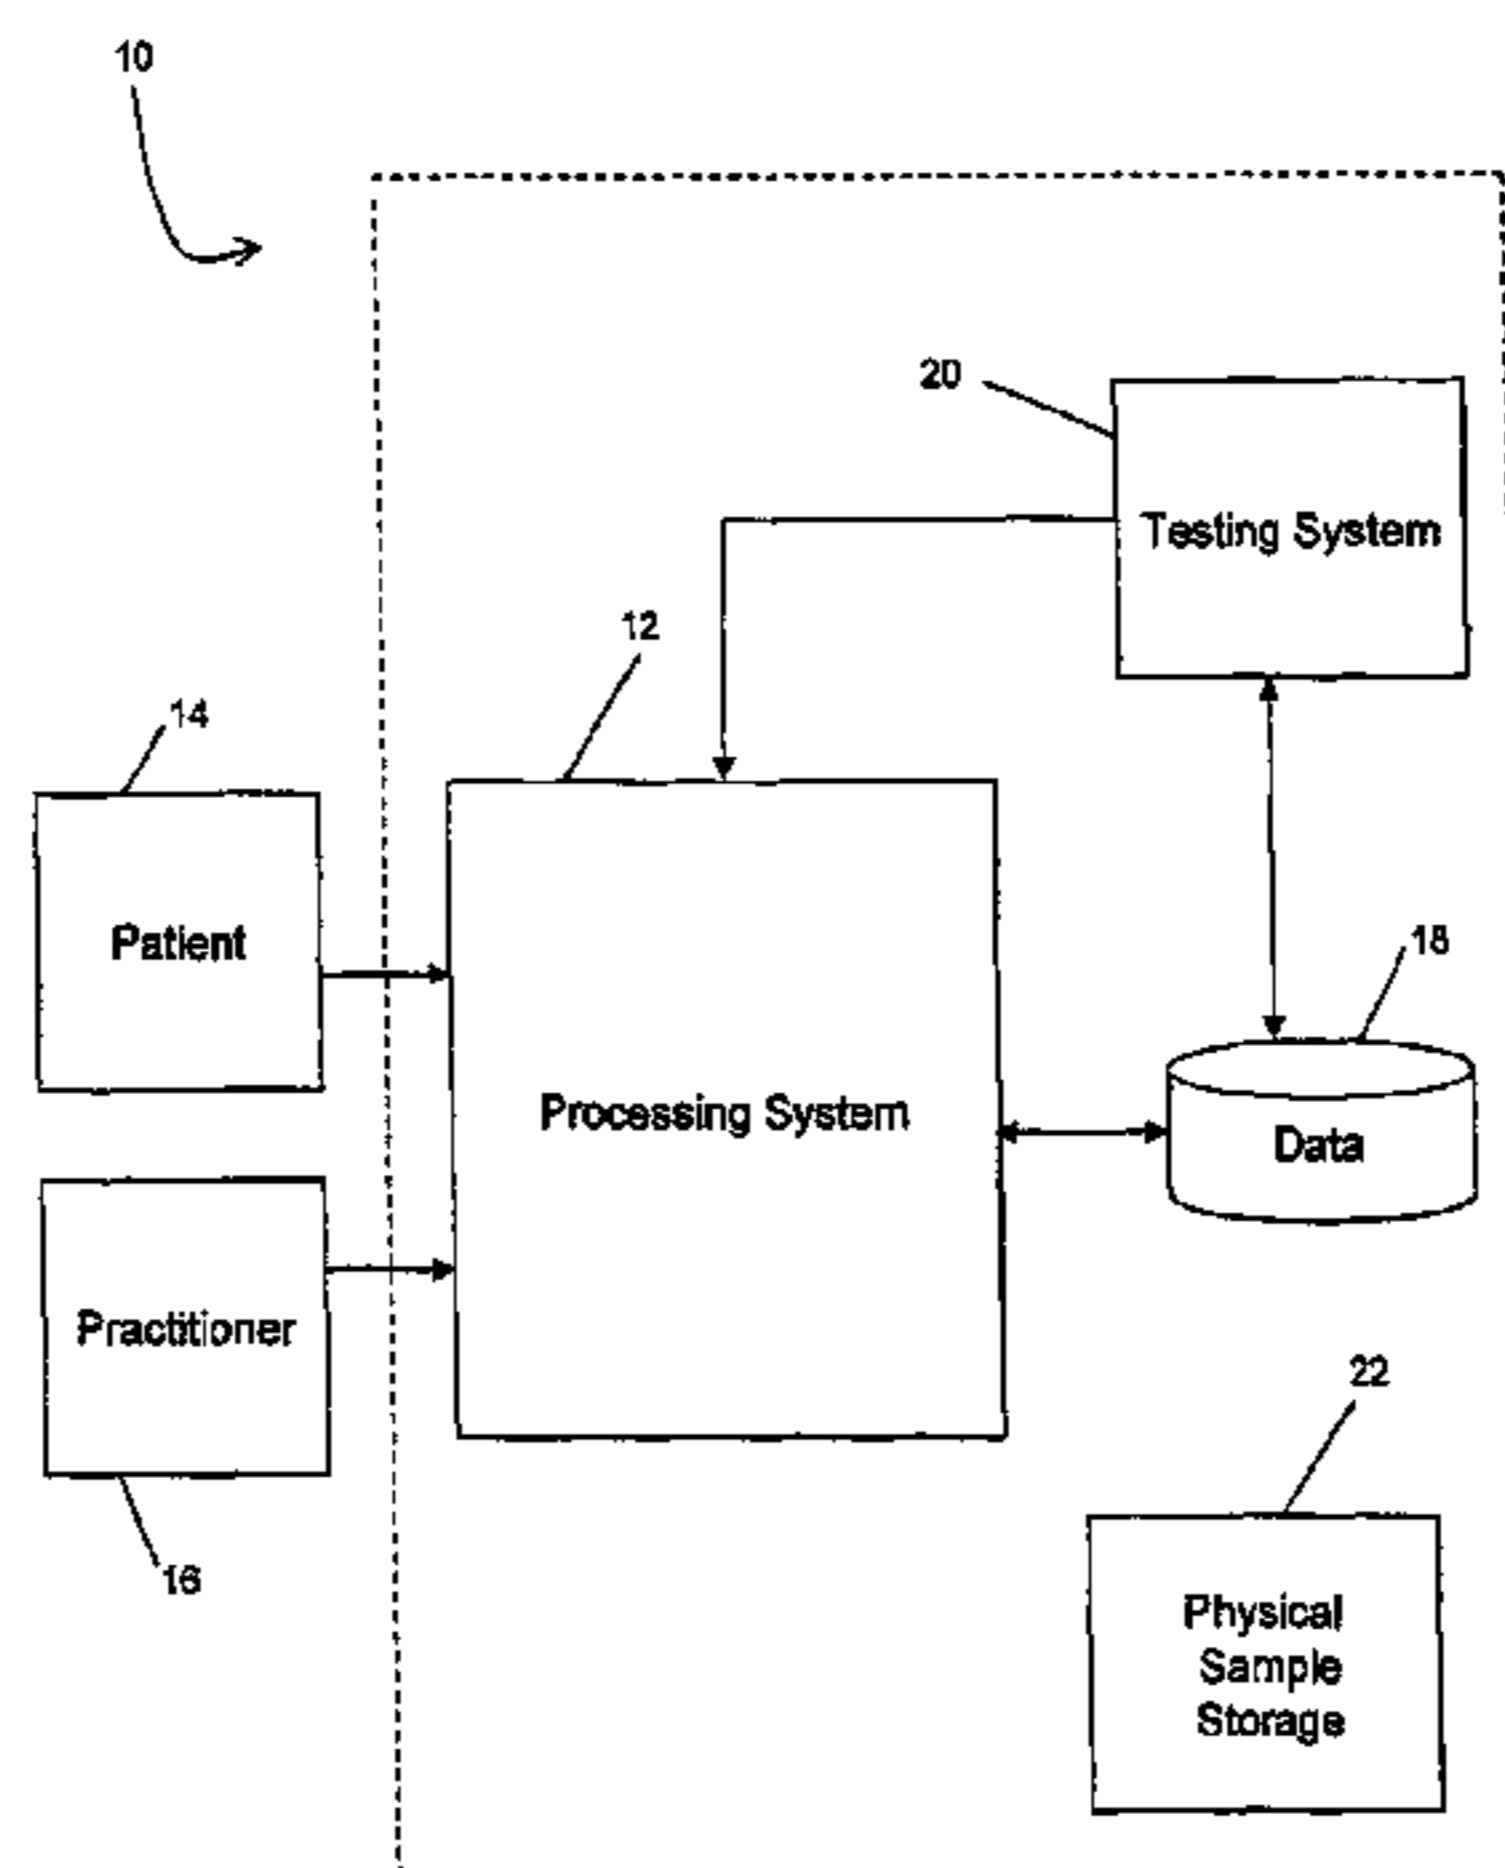 10
20
Testing System
12
14
Patient
18
Processing System
Data
Practitioner
22
16
Physical
Sample
Storage